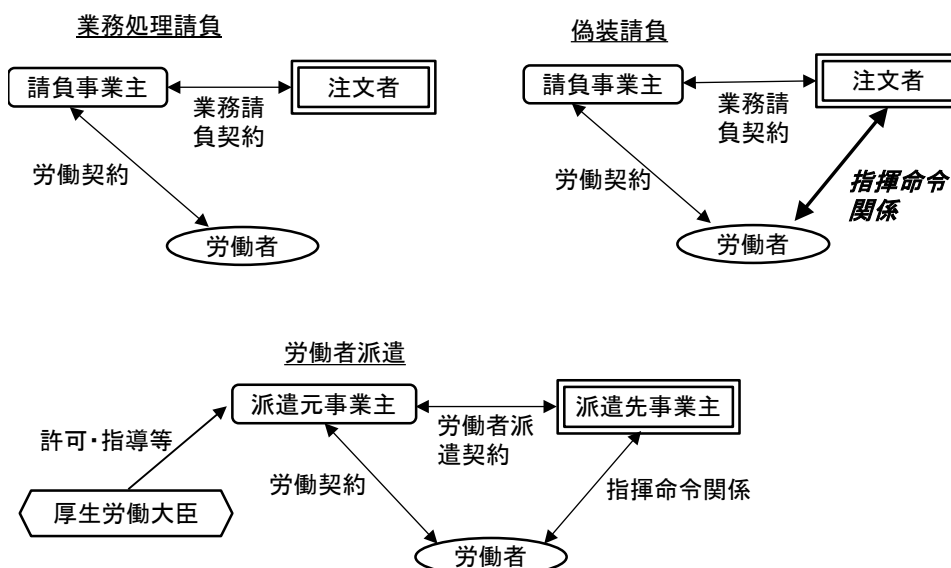 業務処理請負
請負事業主
注文者
業務請
負契約
労働契約
労働者
偽装請負
請負事業主
注文者
業務請
負契約
労働契約
指揮命令
関係
労働者
労働者派遣
派遣元事業主
派遣先事業主
労働者派
遣契約
許可・指導等
労働契約
指揮命令関係
厚生労働大臣
労働者